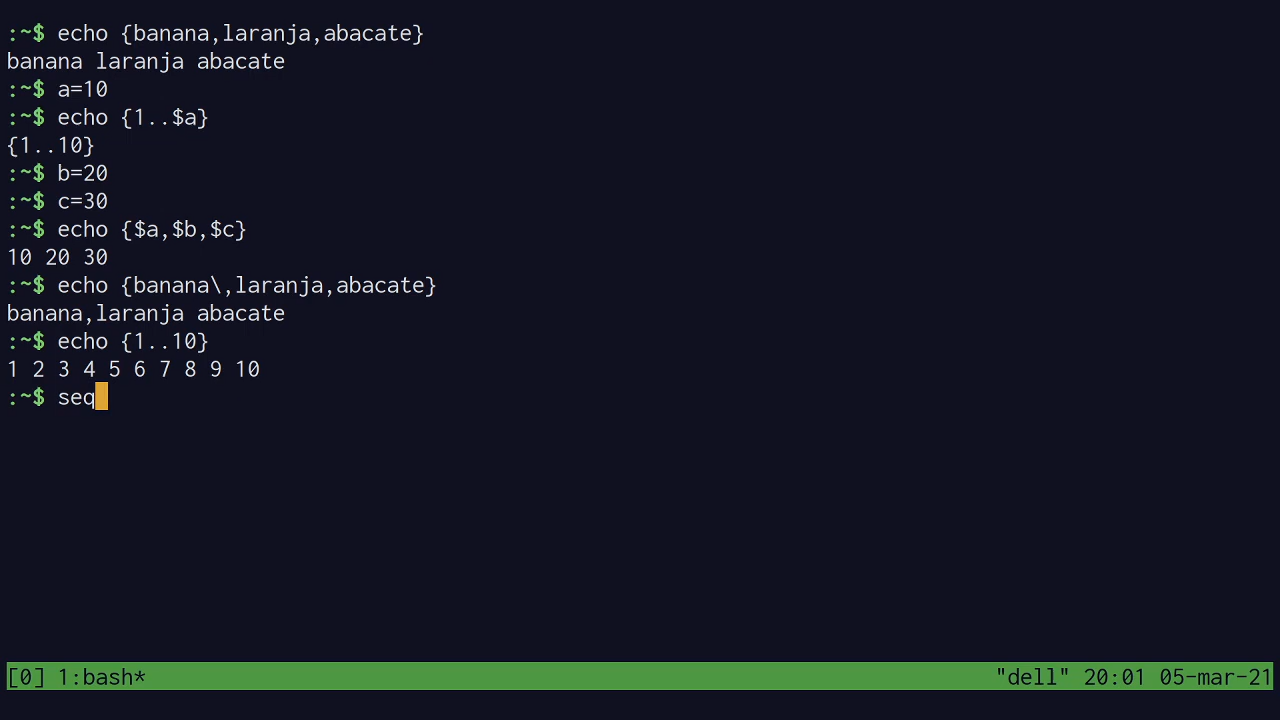 :~$ echo {banana,laranja,abacate}
banana laranja abacate
:~$ a=10
:~$ echo {1..$a}
{1..10}
:~$ b=20
:~$ c=30
:~$ echo {$a,$b,$c}
10 20 30
:~$ echo {banana\,laranja,abacate}
banana,laranja abacate
:~$ echo {1..10}
1 2 3 4 5 6 7 8 9 10
:~$ seq
[0] 1:bash* "dell" 20:01 05-mar-21